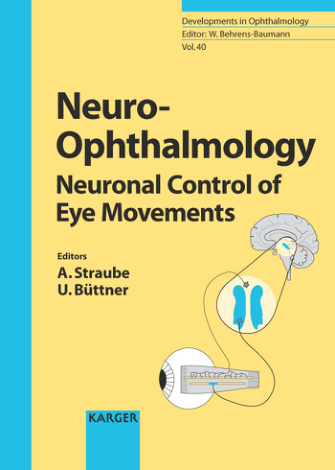 Developments in Ophthalmology
Editor: W. Behrens-Baumann
Vol. 40
Neuro-
Ophthalmology
Neuronal Control of
Eye Movements
Editors
A. Straube
U. Büttner
KARGER